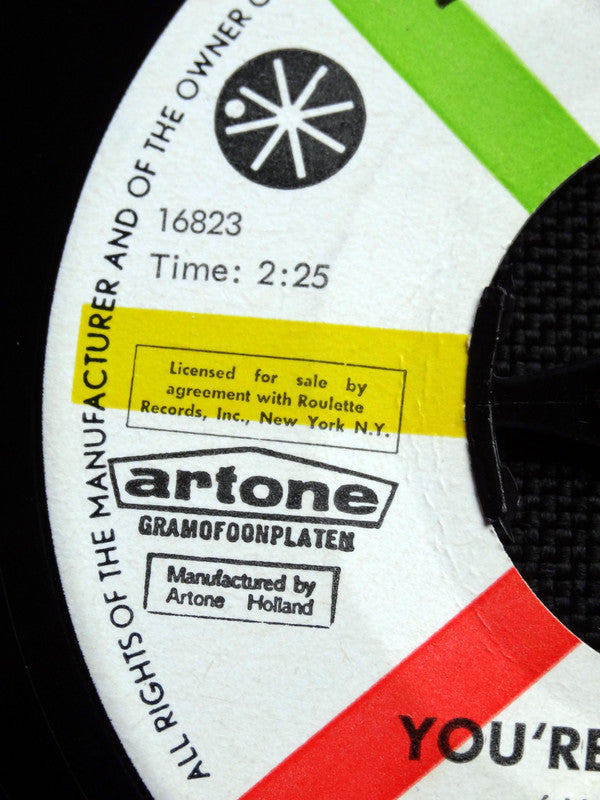 ALL RIGHTS OF THE MANUFACTURER AND OF THE OWNER
16823
Time: 2:25
Licensed for sale by
agreement with Roulette
Records, Inc., New York N.Y.
artone
GRAMOFOONPLATEN
Manufactured by
Artone Holland
YOU'RE